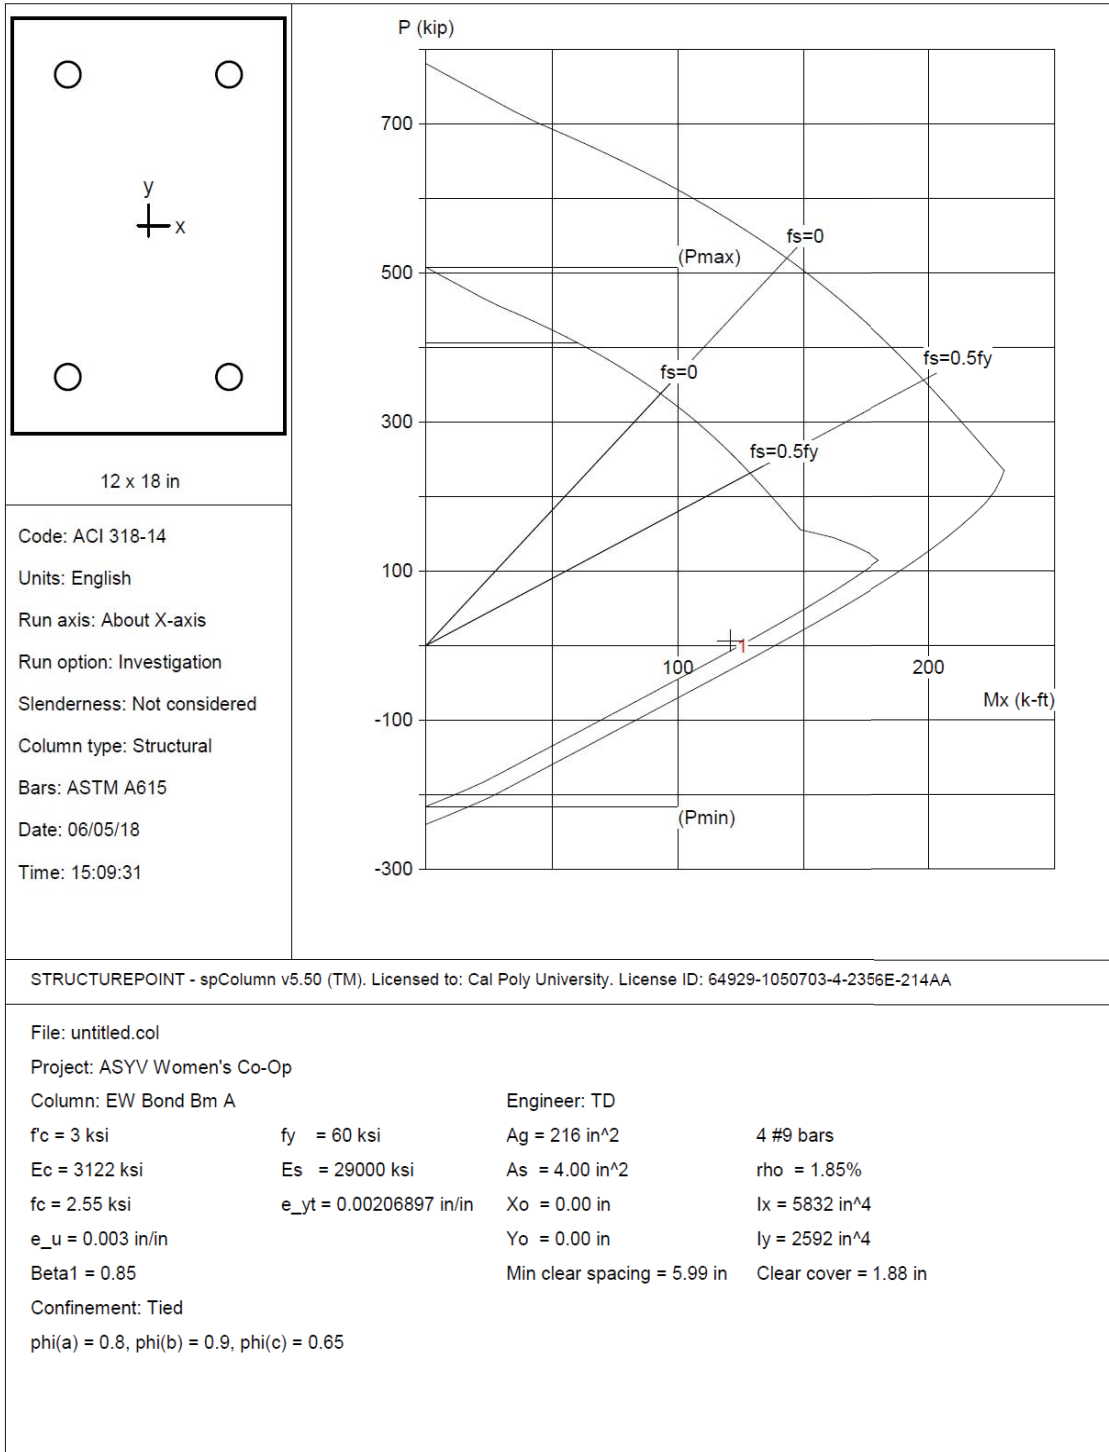 P (kip)
700
500
300
100
-100
-300
(Pmax)
fs=0
fs=0
fs=0.5fy
fs=0.5fy
1
100
200
Mx (k-ft)
(Pmin)
y
x
12 x 18 in
Code: ACI 318-14
Units: English
Run axis: About X-axis
Run option: Investigation
Slenderness: Not considered
Column type: Structural
Bars: ASTM A615
Date: 06/05/18
Time: 15:09:31
STRUCTUREPOINT - spColumn v5.50 (TM). Licensed to: Cal Poly University. License ID: 64929-1050703-4-2356E-214AA
File: untitled.col
Project: ASYV Women's Co-Op
Column: EW Bond Bm A Engineer: TD
f'c = 3 ksi fy = 60 ksi Ag = 216 in^2 4 #9 bars
Ec = 3122 ksi Es = 29000 ksi As = 4.00 in^2 rho = 1.85%
fc = 2.55 ksi e_yt = 0.00206897 in/in Xo = 0.00 in Ix = 5832 in^4
e_u = 0.003 in/in Yo = 0.00 in Iy = 2592 in^4
Beta1 = 0.85 Min clear spacing = 5.99 in Clear cover = 1.88 in
Confinement: Tied
phi(a) = 0.8, phi(b) = 0.9, phi(c) = 0.65